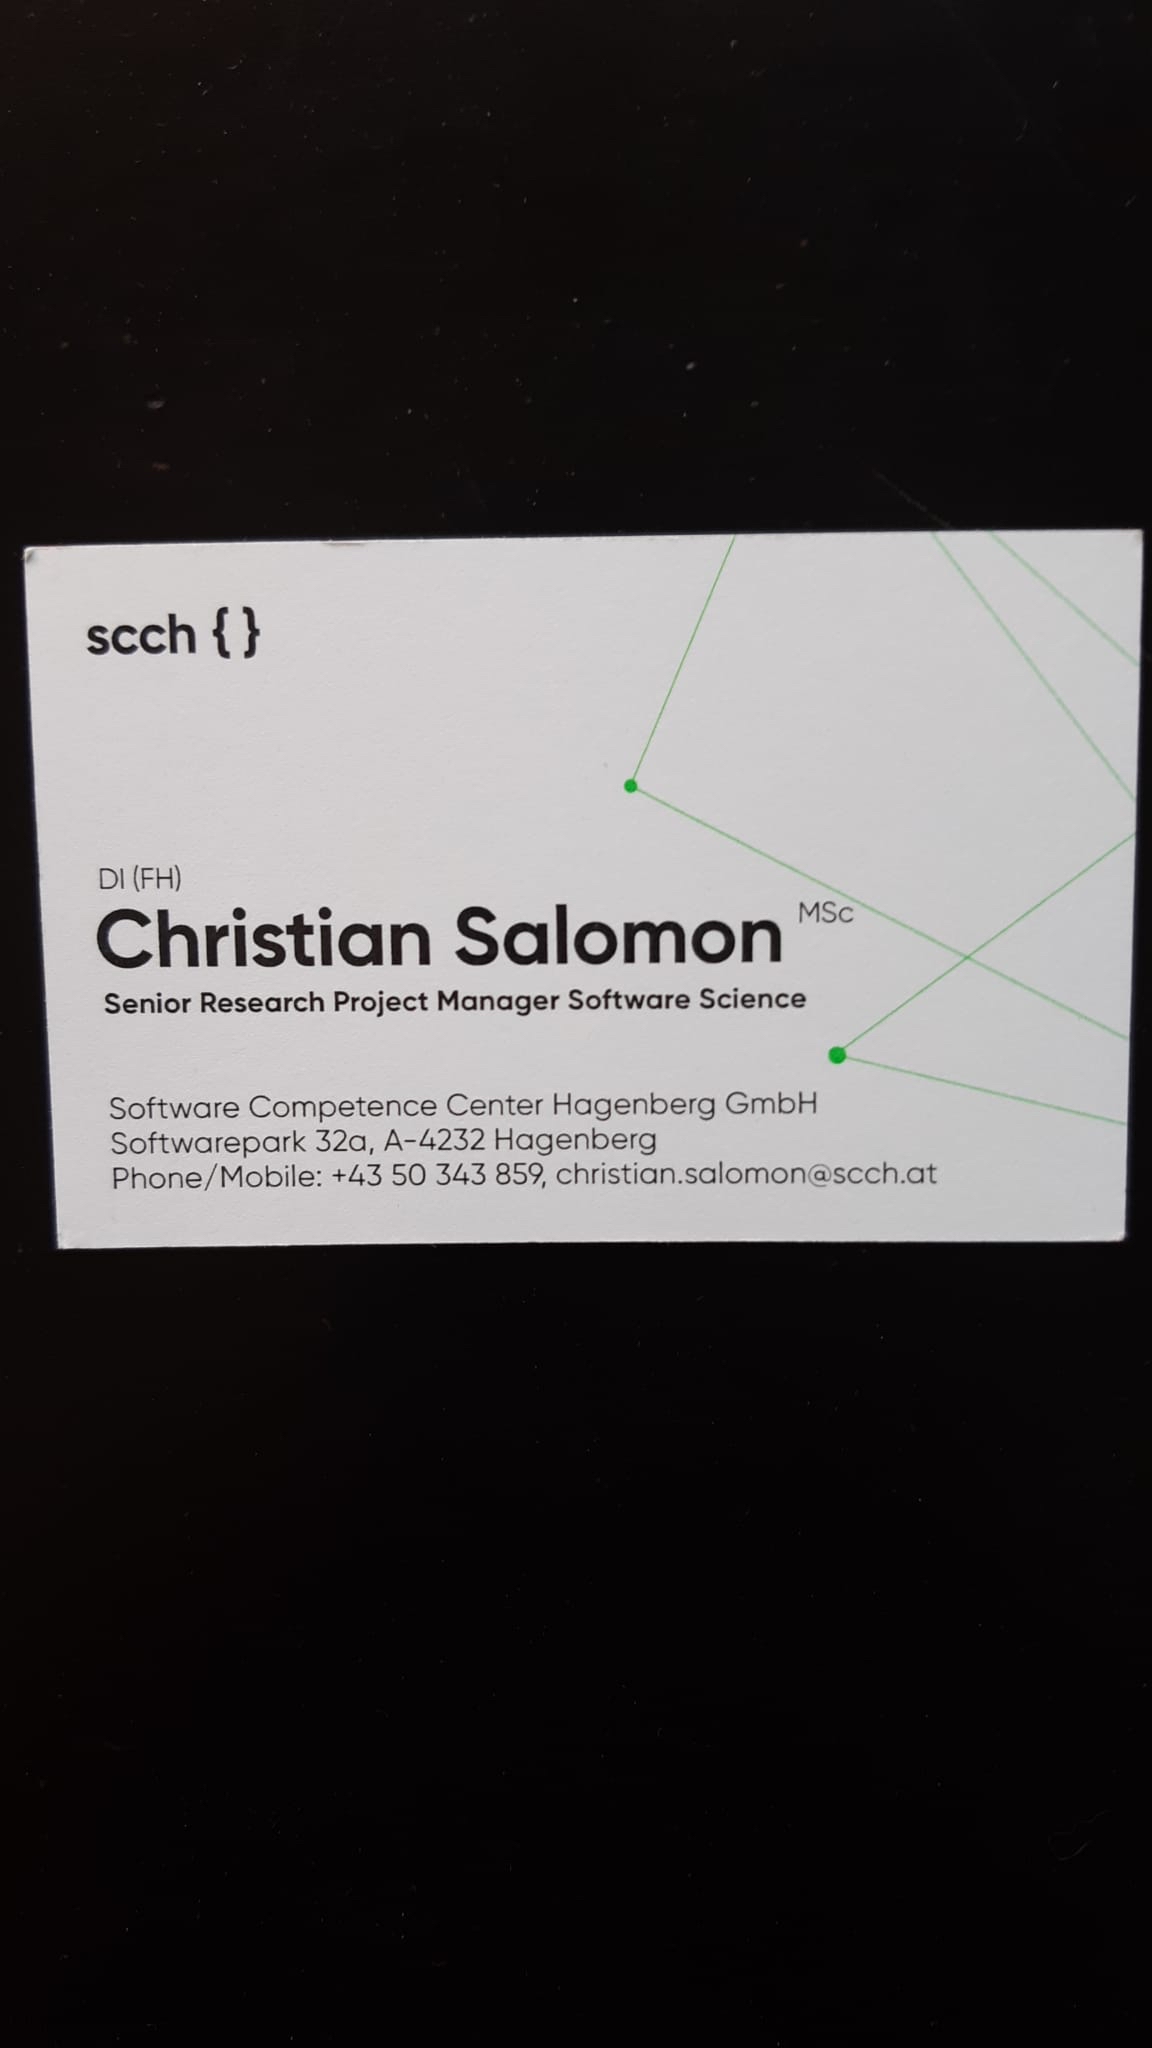 scch { }
DI (FH)
Christian Salomon MSc
Senior Research Project Manager Software Science
Software Competence Center Hagenberg GmbH
Softwarepark 32a, A-4232 Hagenberg
Phone/Mobile: +43 50 343 859, christian.salomon@scch.at